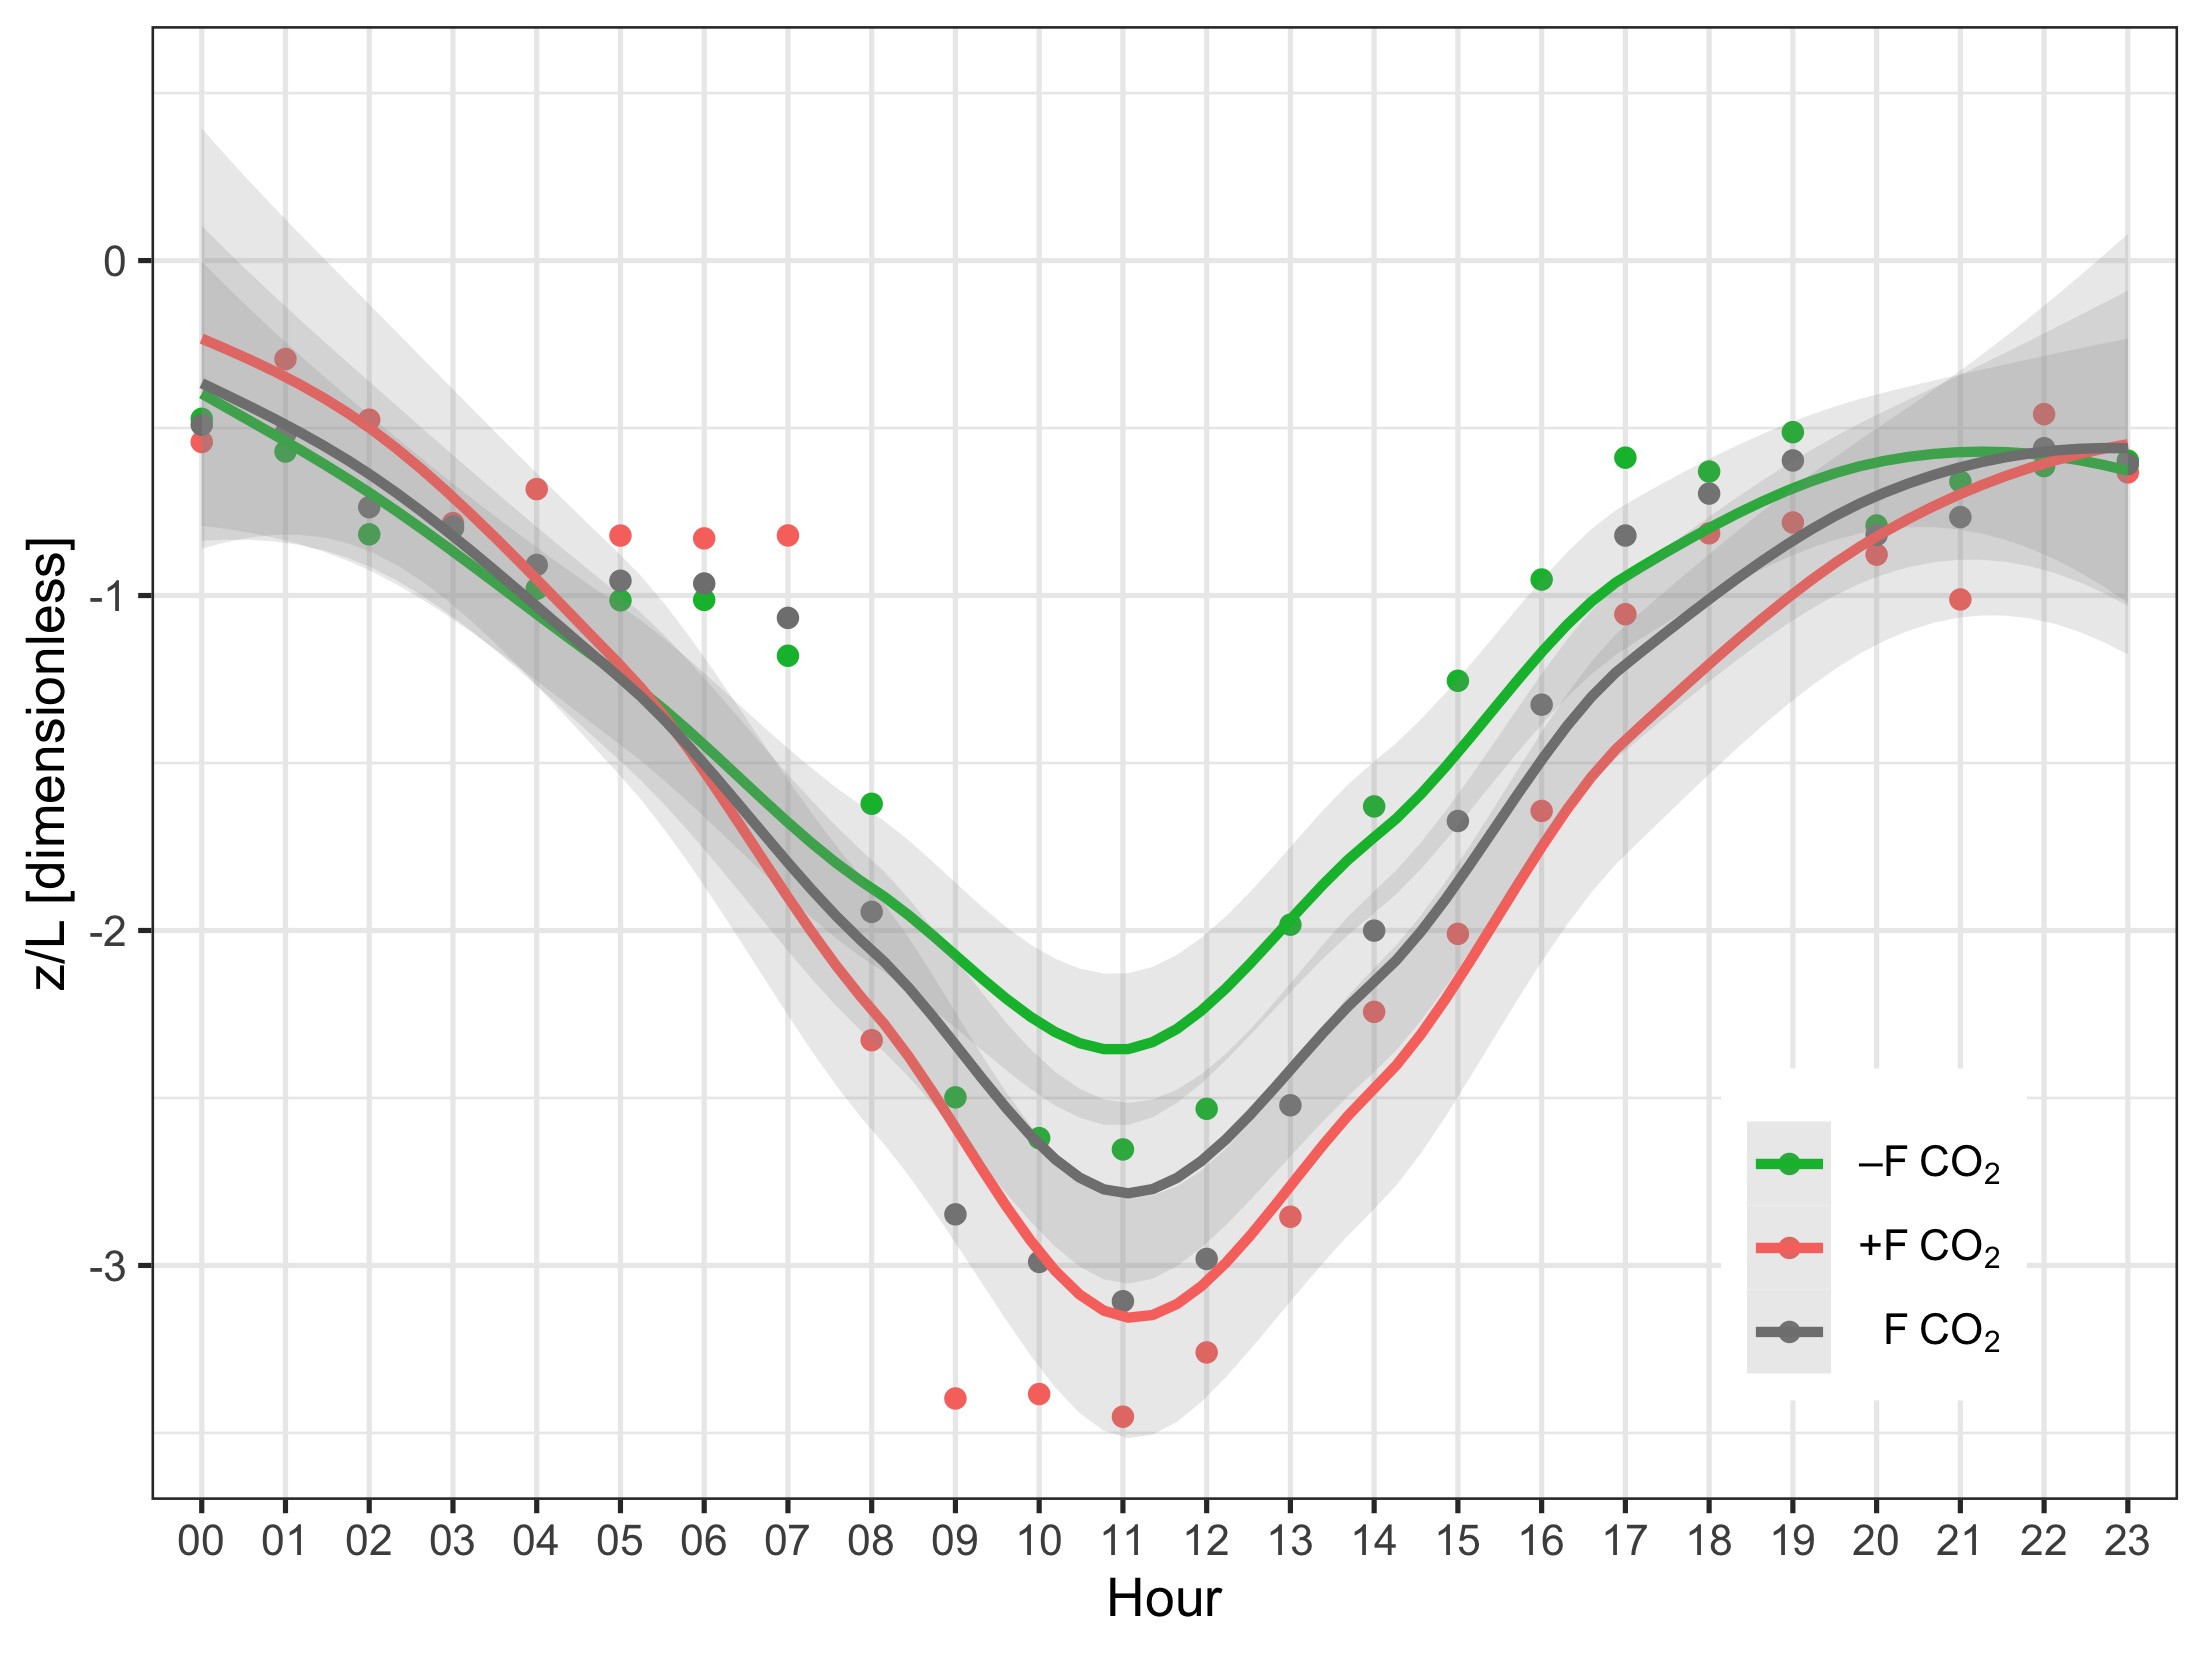 z/L [dimensionless]
0
-1
-2
-3
–F CO₂
+F CO₂
F CO₂
00 01 02 03 04 05 06 07 08 09 10 11 12 13 14 15 16 17 18 19 20 21 22 23
Hour